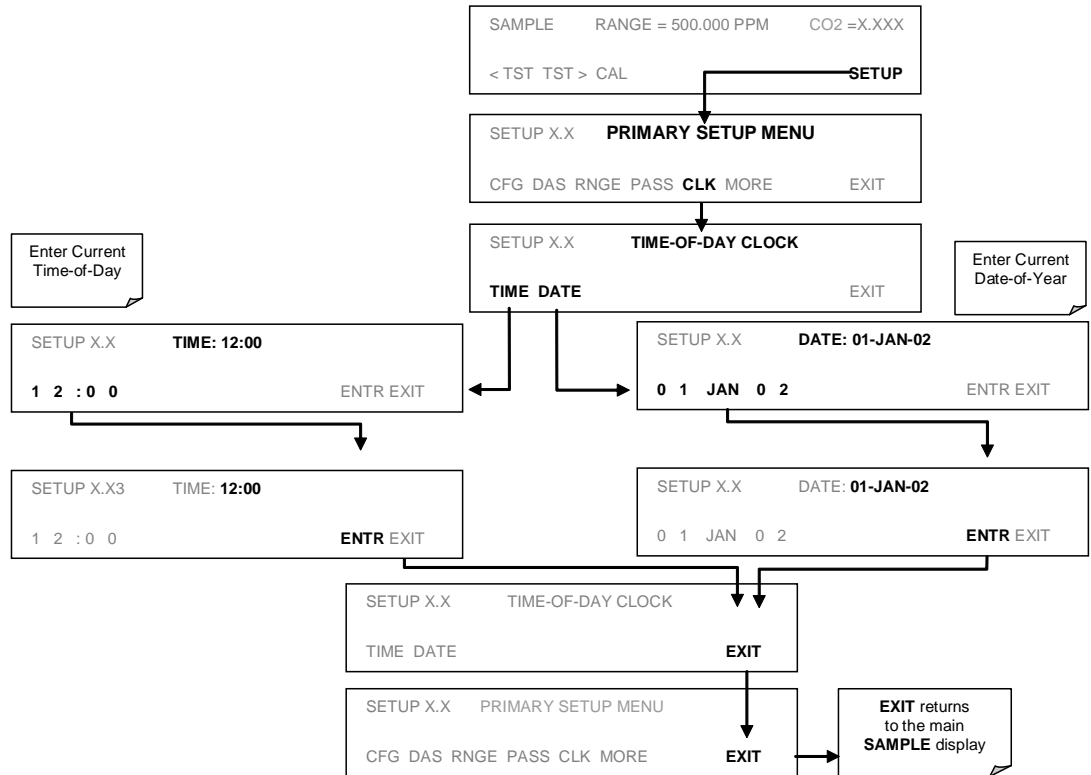 SAMPLE RANGE = 500.000 PPM CO2 =X.XXX
< TST TST > CAL SETUP
SETUP X.X PRIMARY SETUP MENU
CFG DAS RNGE PASS CLK MORE EXIT
SETUP X.X TIME-OF-DAY CLOCK
TIME DATE EXIT
Enter Current
Time-of-Day
Enter Current
Date-of-Year
SETUP X.X TIME: 12:00
1 2 : 0 0 ENTR EXIT
SETUP X.X DATE: 01-JAN-02
0 1 JAN 0 2 ENTR EXIT
SETUP X.X3 TIME: 12:00
1 2 : 0 0 ENTR EXIT
SETUP X.X DATE: 01-JAN-02
0 1 JAN 0 2 ENTR EXIT
SETUP X.X TIME-OF-DAY CLOCK
TIME DATE EXIT
SETUP X.X PRIMARY SETUP MENU
CFG DAS RNGE PASS CLK MORE EXIT
EXIT returns
to the main
SAMPLE display